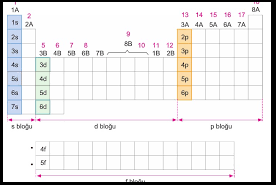 1 18
1A 8A
1s 2 13 14 15 16 17
2A 3A 4A 5A 6A 7A
2s 9 2p
3s 5 6 7 8 8B 10 11 12 3p
3B 4B 5B 6B 7B 1B 2B
4s 3d 4p
5s 4d 5p
6s 5d 6p
7s 6d
s bloğu d bloğu p bloğu
4f
5f
f bloğu